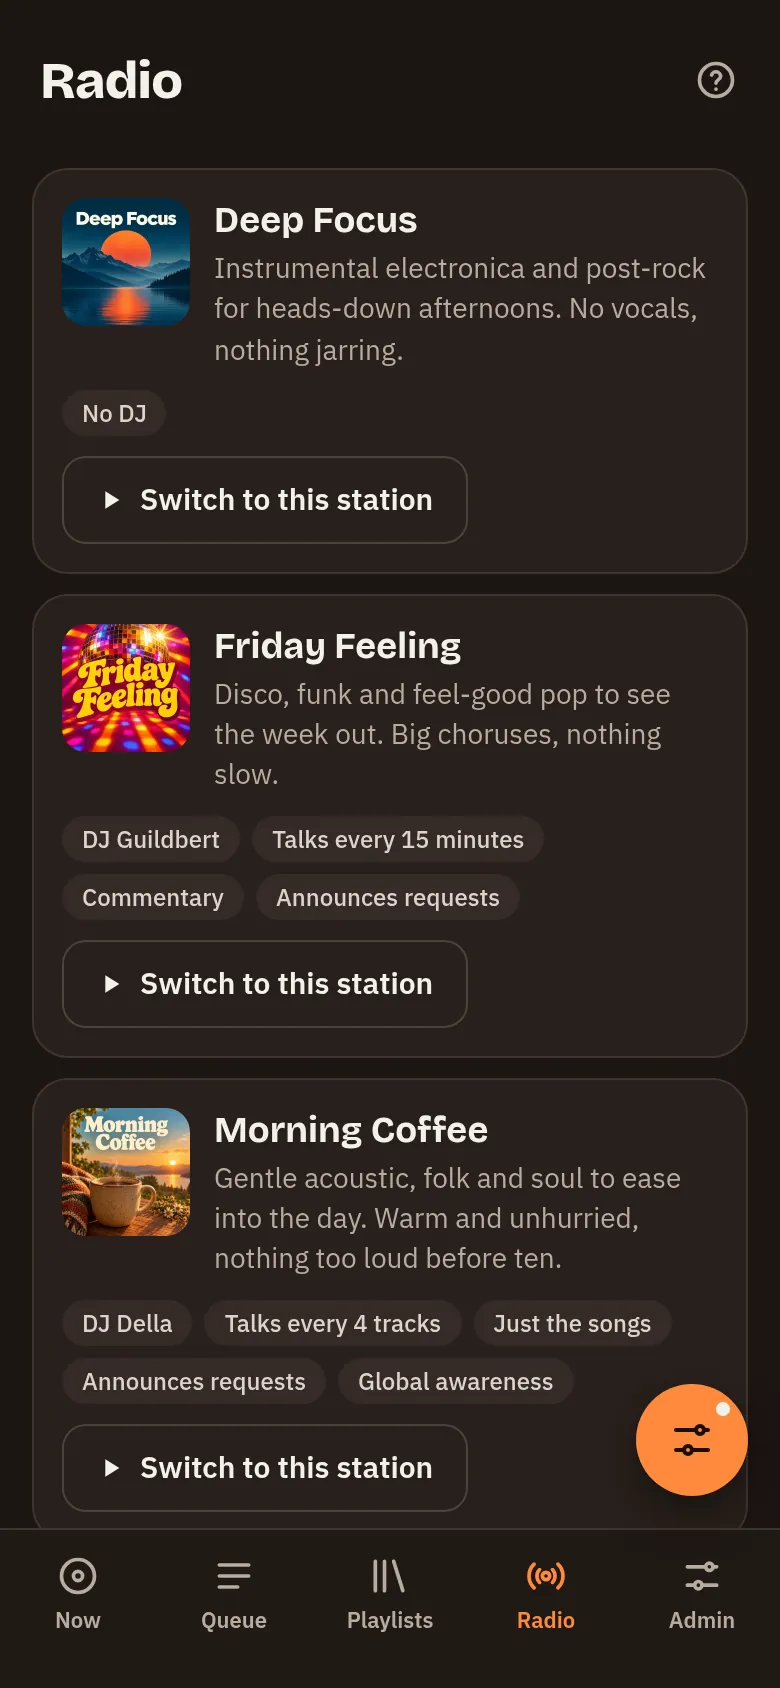 Radio
Deep Focus
Deep Focus
Instrumental electronica and post-rock
for heads-down afternoons. No vocals,
nothing jarring.
No DJ
Switch to this station
Friday
Feeling
Friday Feeling
Disco, funk and feel-good pop to see
the week out. Big choruses, nothing
slow.
DJ Guildbert
Talks every 15 minutes
Commentary
Announces requests
Switch to this station
Morning
Coffee
Morning Coffee
Gentle acoustic, folk and soul to ease
into the day. Warm and unhurried,
nothing too loud before ten.
DJ Della
Talks every 4 tracks
Just the songs
Announces requests
Global awareness
Switch to this station
Now
Queue
Playlists
Radio
Admin